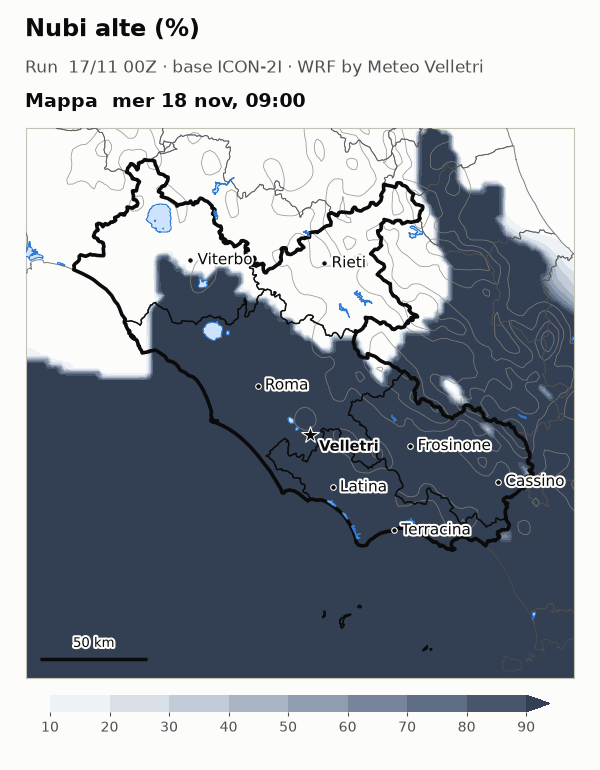 Nubi alte (%)
Run  17/11 00Z · base ICON-2I · WRF by Meteo Velletri
Mappa  mer 18 nov, 09:00
Viterbo
Rieti
Roma
Velletri
Frosinone
Latina
Cassino
Terracina
50 km
10 20 30 40 50 60 70 80 90